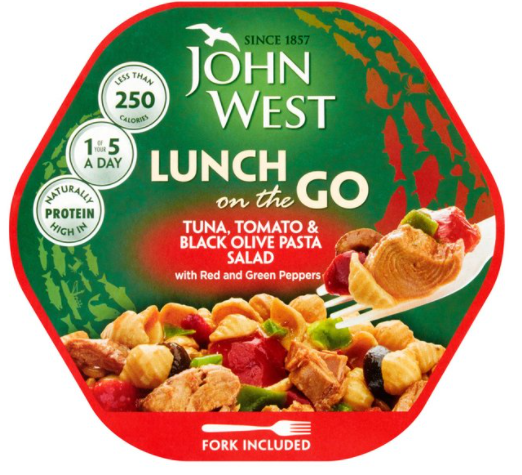 SINCE 1857
JOHN
WEST
LESS THAN
250
CALORIES
1 OF YOUR 5
A DAY
NATURALLY
PROTEIN
HIGH IN
LUNCH
on the GO
TUNA, TOMATO &
BLACK OLIVE PASTA
SALAD
with Red and Green Peppers
FORK INCLUDED